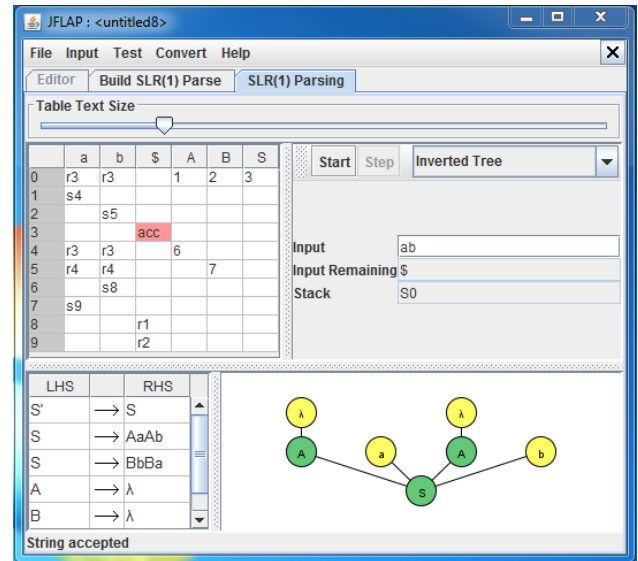 JFLAP : <untitled8>
File Input Test Convert Help
Editor Build SLR(1) Parse SLR(1) Parsing
Table Text Size
a b $ A B S
0 r3 r3 1 2 3
1 s4
2 s5
3 acc
4 r3 r3 6
5 r4 r4 7
6 s8
7 s9
8 r1
9 r2
Start Step Inverted Tree
Input ab
Input Remaining $
Stack S0
LHS RHS
S' → S
S → AaAb
S → BbBa
A → λ
B → λ
λ λ
A a A b
S
String accepted